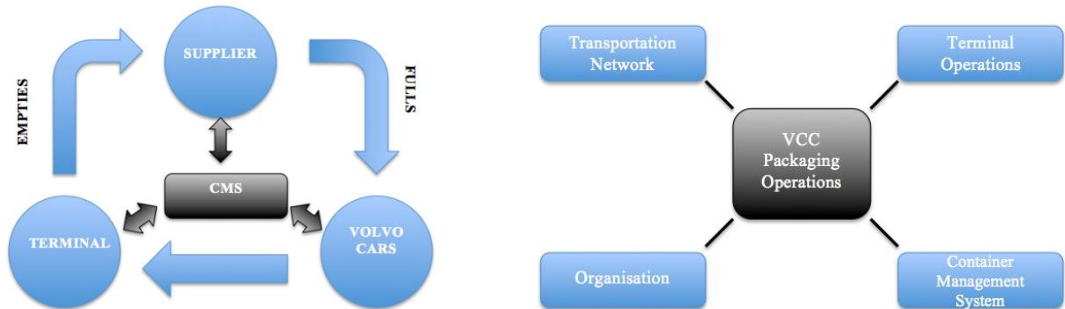 SUPPLIER
EMPTIES
FULLS
CMS
TERMINAL
VOLVO
CARS
Transportation
Network
Terminal
Operations
VCC
Packaging
Operations
Organisation
Container
Management
System